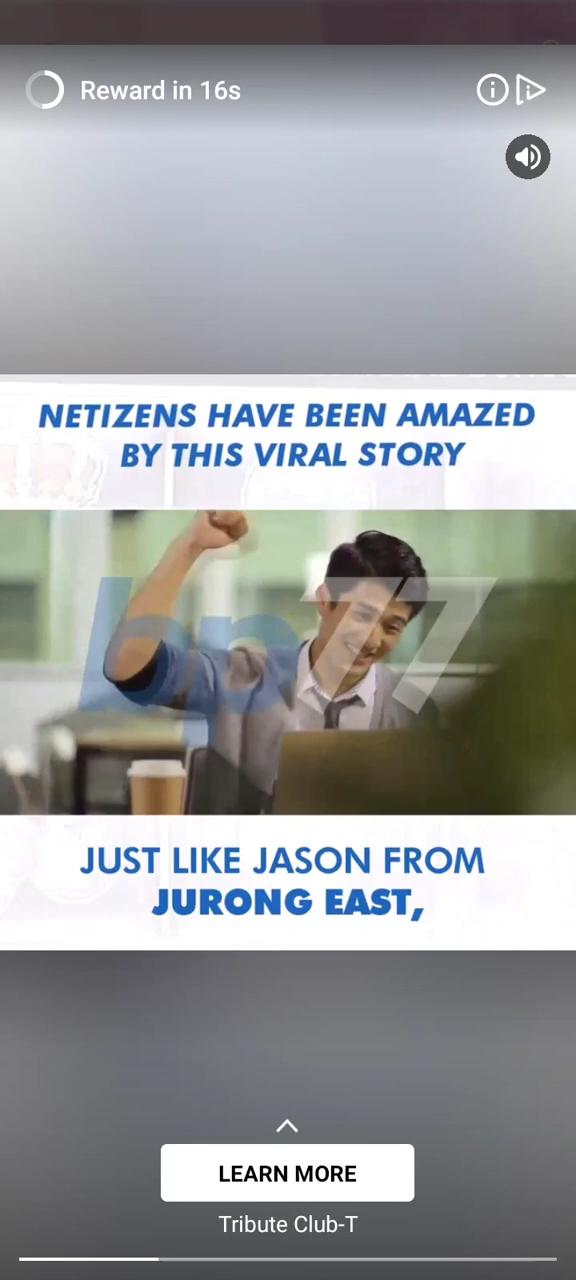 Reward in 16s
NETIZENS HAVE BEEN AMAZED
BY THIS VIRAL STORY
bp77
JUST LIKE JASON FROM
JURONG EAST,
LEARN MORE
Tribute Club-T